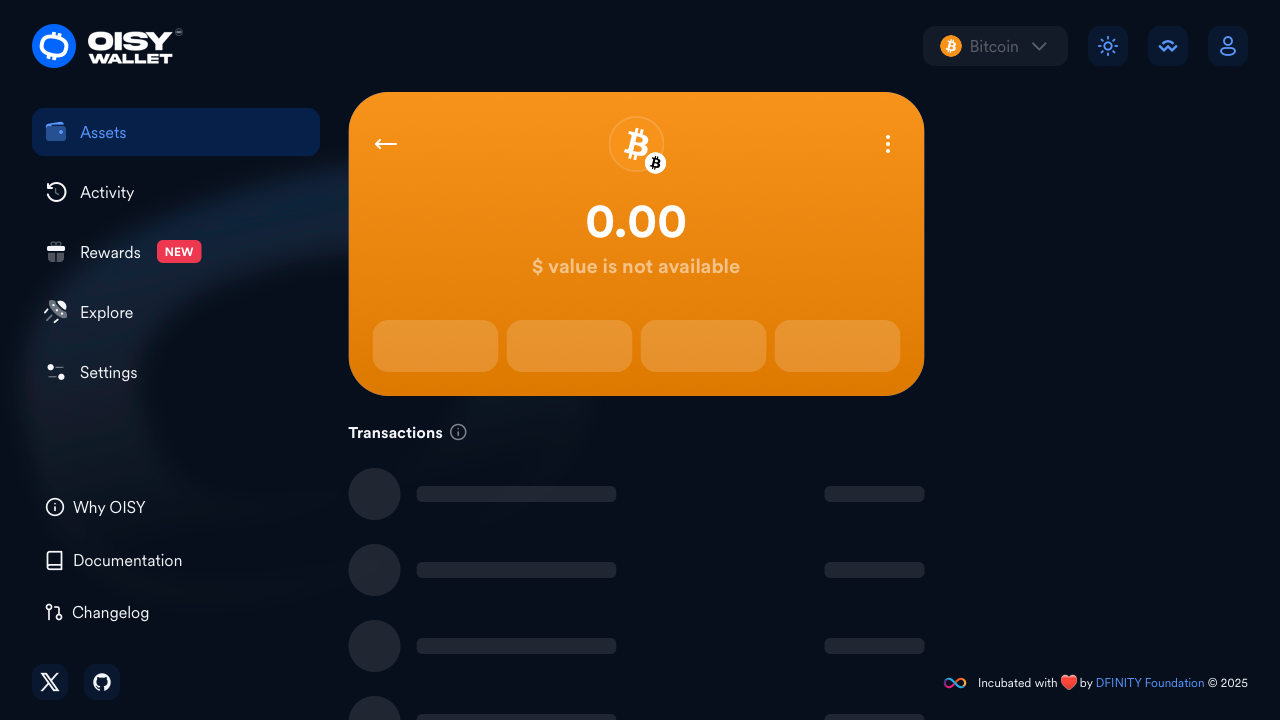 OISY
WALLET
Bitcoin
Assets
Activity
Rewards NEW
Explore
Settings
Why OISY
Documentation
Changelog
0.00
$ value is not available
Transactions
Incubated with ❤️ by DFINITY Foundation © 2025